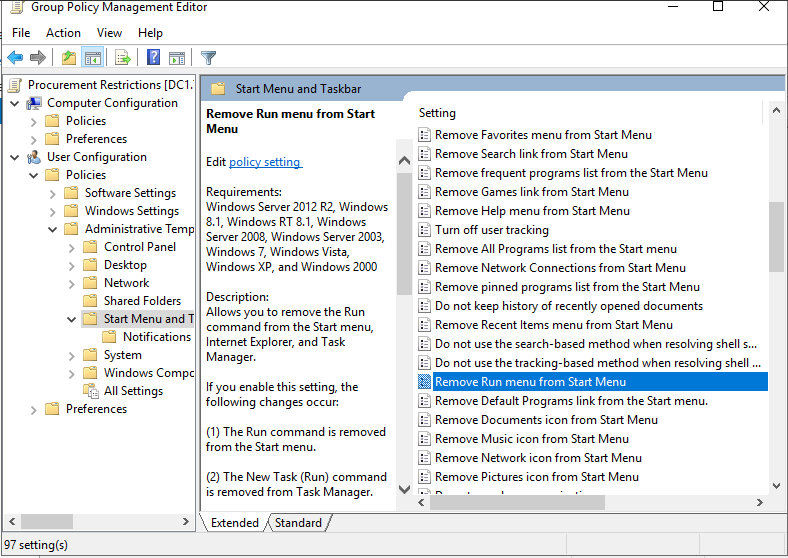 Group Policy Management Editor
File Action View Help
Procurement Restrictions [DC1.
Computer Configuration
Policies
Preferences
User Configuration
Policies
Software Settings
Windows Settings
Administrative Temp
Control Panel
Desktop
Network
Shared Folders
Start Menu and T
Notifications
System
Windows Compo
All Settings
Preferences
Start Menu and Taskbar
Remove Run menu from Start
Menu
Edit policy setting
Requirements:
Windows Server 2012 R2, Windows
8.1, Windows RT 8.1, Windows
Server 2008, Windows Server 2003,
Windows 7, Windows Vista,
Windows XP, and Windows 2000
Description:
Allows you to remove the Run
command from the Start menu,
Internet Explorer, and Task
Manager.
If you enable this setting, the
following changes occur:
(1) The Run command is removed
from the Start menu.
(2) The New Task (Run) command
is removed from Task Manager.
Setting
Remove Favorites menu from Start Menu
Remove Search link from Start Menu
Remove frequent programs list from the Start Menu
Remove Games link from Start Menu
Remove Help menu from Start Menu
Turn off user tracking
Remove All Programs list from the Start menu
Remove Network Connections from Start Menu
Remove pinned programs list from the Start Menu
Do not keep history of recently opened documents
Remove Recent Items menu from Start Menu
Do not use the search-based method when resolving shell s...
Do not use the tracking-based method when resolving shell ...
Remove Run menu from Start Menu
Remove Default Programs link from the Start menu.
Remove Documents icon from Start Menu
Remove Music icon from Start Menu
Remove Network icon from Start Menu
Remove Pictures icon from Start Menu
Extended Standard
97 setting(s)